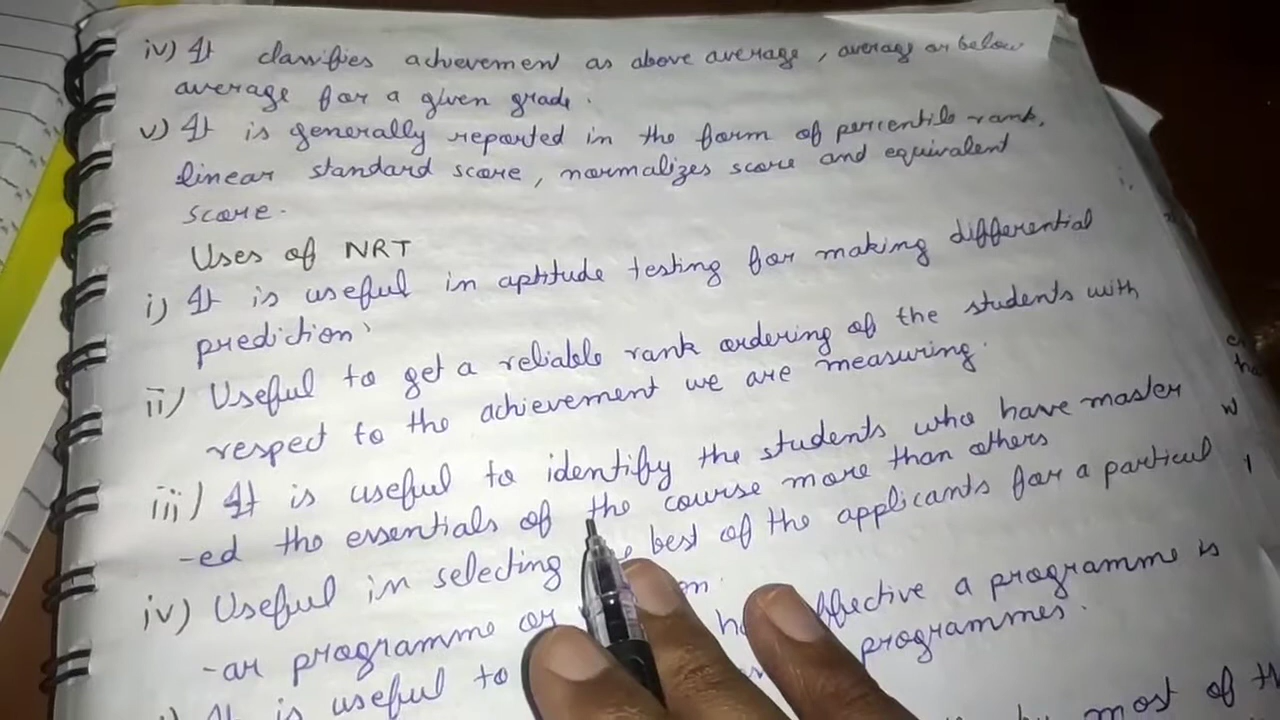 iv) It classifies achievement as above average, average or below
average for a given grade.
v) It is generally reported in the form of percentile rank,
linear standard score, normalizes score and equivalent
score.
Uses of NRT
i) It is useful in aptitude testing for making differential
prediction.
ii) Useful to get a reliable rank ordering of the students with
respect to the achievement we are measuring.
iii) It is useful to identify the students who have master
-ed the essentials of the course more than others
iv) Useful in selecting best of the applicants for a particul
-ar programme or
It is useful to effective a programme is
programmes.
most of